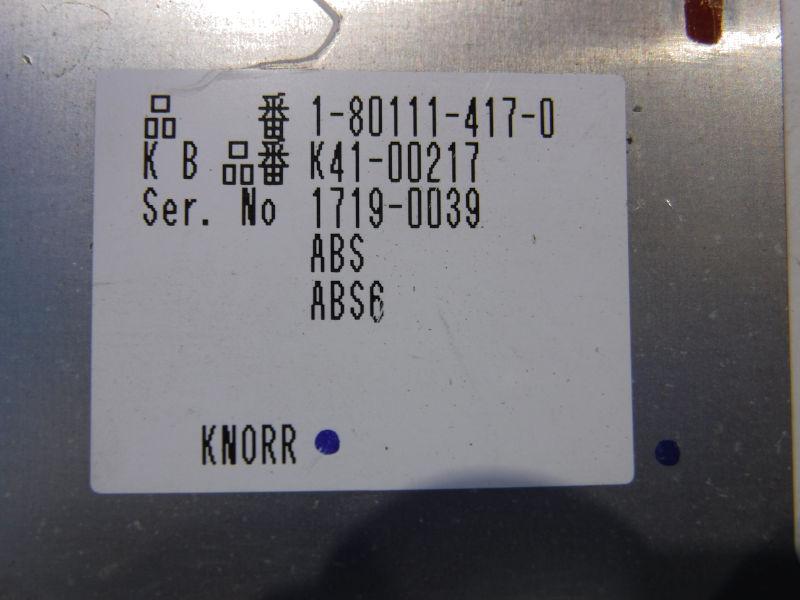 品 番 1-80111-417-0
K B 品番 K41-00217
Ser. No 1719-0039
ABS
ABS6
KNORR